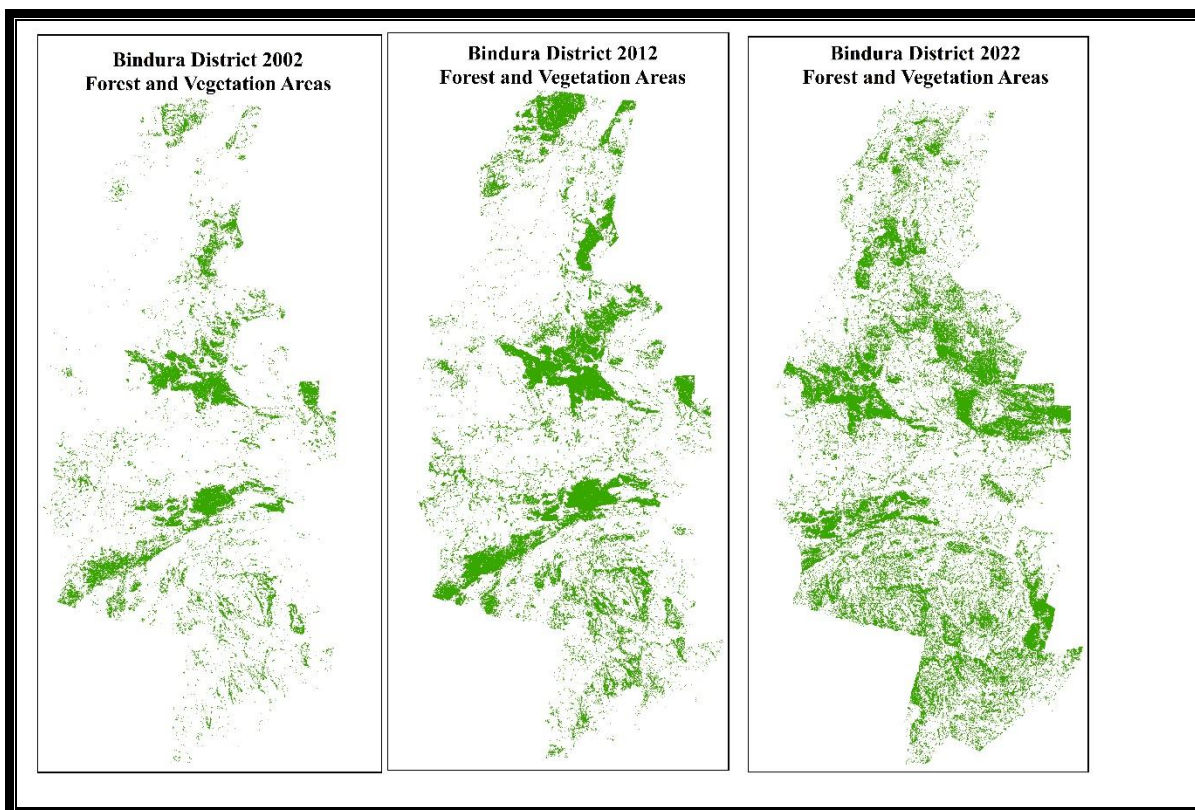 Bindura District 2002
Forest and Vegetation Areas
Bindura District 2012
Forest and Vegetation Areas
Bindura District 2022
Forest and Vegetation Areas